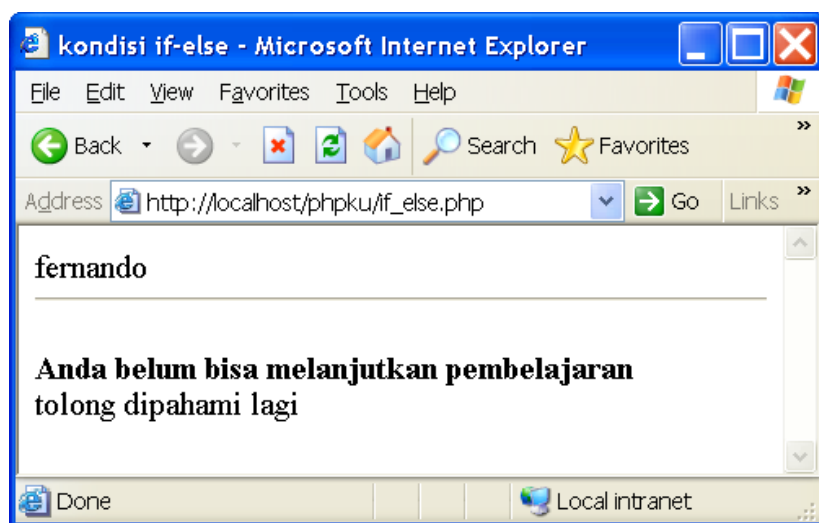 kondisi if-else - Microsoft Internet Explorer
File Edit View Favorites Tools Help
Back Search Favorites »
Address http://localhost/phpku/if_else.php Go Links »
fernando
Anda belum bisa melanjutkan pembelajaran
tolong dipahami lagi
Done Local intranet